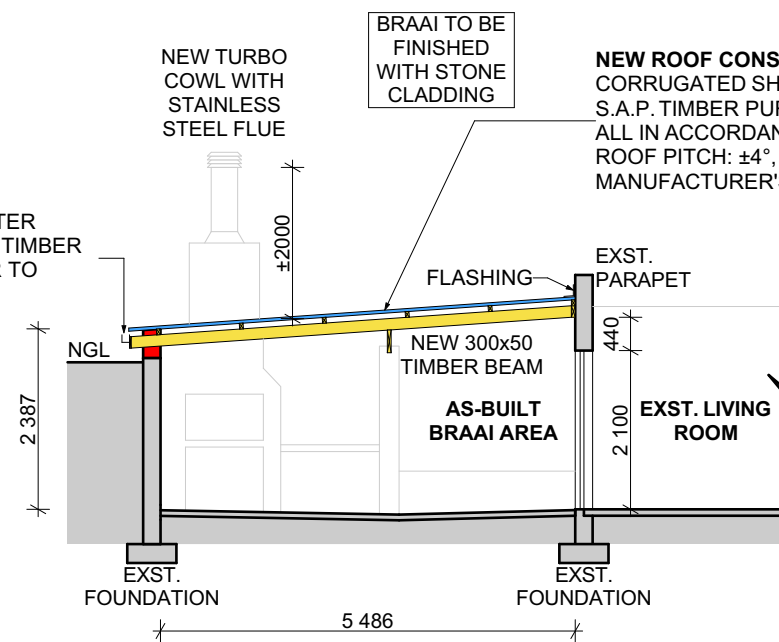 NEW TURBO
COWL WITH
STAINLESS
STEEL FLUE
BRAAI TO BE
FINISHED
WITH STONE
CLADDING
NEW ROOF CONS
CORRUGATED SH
S.A.P. TIMBER PUR
ALL IN ACCORDAN
ROOF PITCH: ±4°,
MANUFACTURER'S
TER
TIMBER
R TO
±2000
FLASHING
EXST.
PARAPET
NGL
NEW 300x50
TIMBER BEAM
440
2 387
AS-BUILT
BRAAI AREA
2 100
EXST. LIVING
ROOM
EXST.
FOUNDATION
EXST.
FOUNDATION
5 486